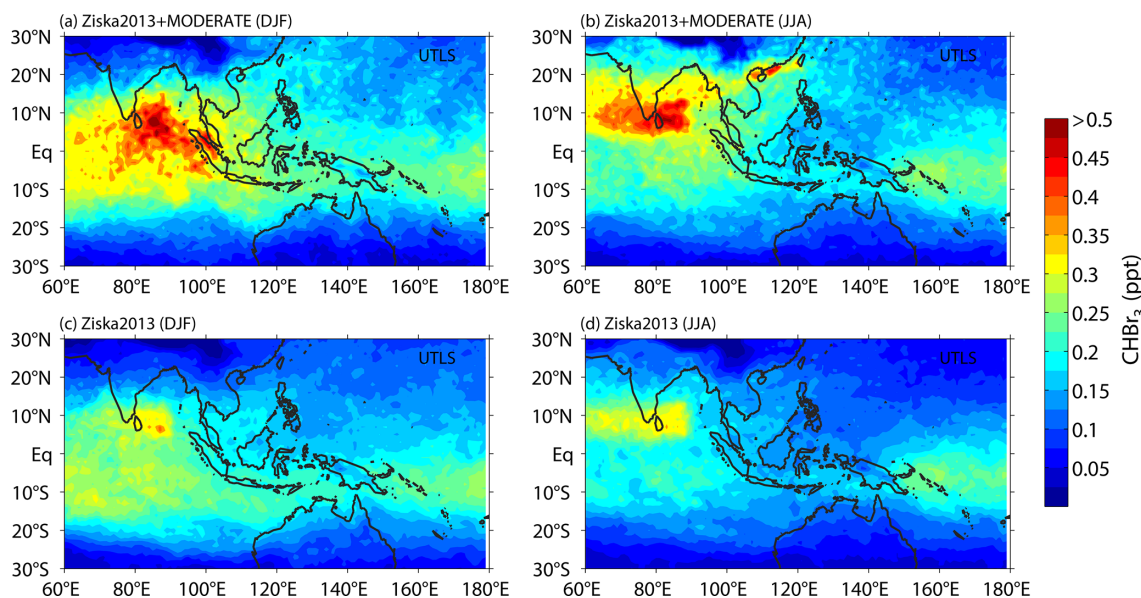 (a) Ziska2013+MODERATE (DJF)
30°N
20°N
10°N
Eq
10°S
20°S
30°S
UTLS
60°E 80°E 100°E 120°E 140°E 160°E 180°E
(b) Ziska2013+MODERATE (JJA)
30°N
20°N
10°N
Eq
10°S
20°S
30°S
UTLS
60°E 80°E 100°E 120°E 140°E 160°E 180°E
(c) Ziska2013 (DJF)
30°N
20°N
10°N
Eq
10°S
20°S
30°S
UTLS
60°E 80°E 100°E 120°E 140°E 160°E 180°E
(d) Ziska2013 (JJA)
30°N
20°N
10°N
Eq
10°S
20°S
30°S
UTLS
60°E 80°E 100°E 120°E 140°E 160°E 180°E
>0.5
0.45
0.4
0.35
0.3
0.25
0.2
0.15
0.1
0.05
CHBr₃ (ppt)